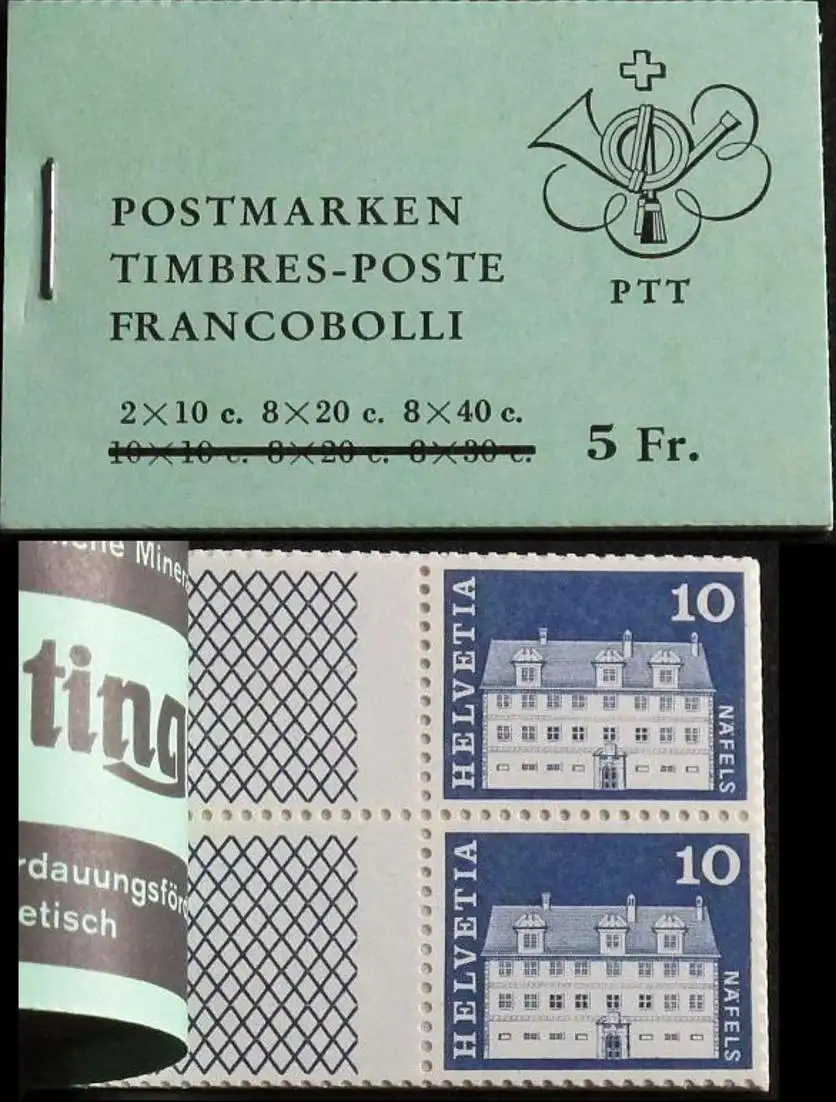 POSTMARKEN
TIMBRES-POSTE
FRANCOBOLLI
PTT
2×10 c. 8×20 c. 8×40 c.
10×10 c. 8×20 c. 8×30 c.
5 Fr.
ting
etisch
HELVETIA
10
NÄFELS
HELVETIA
10
NÄFELS